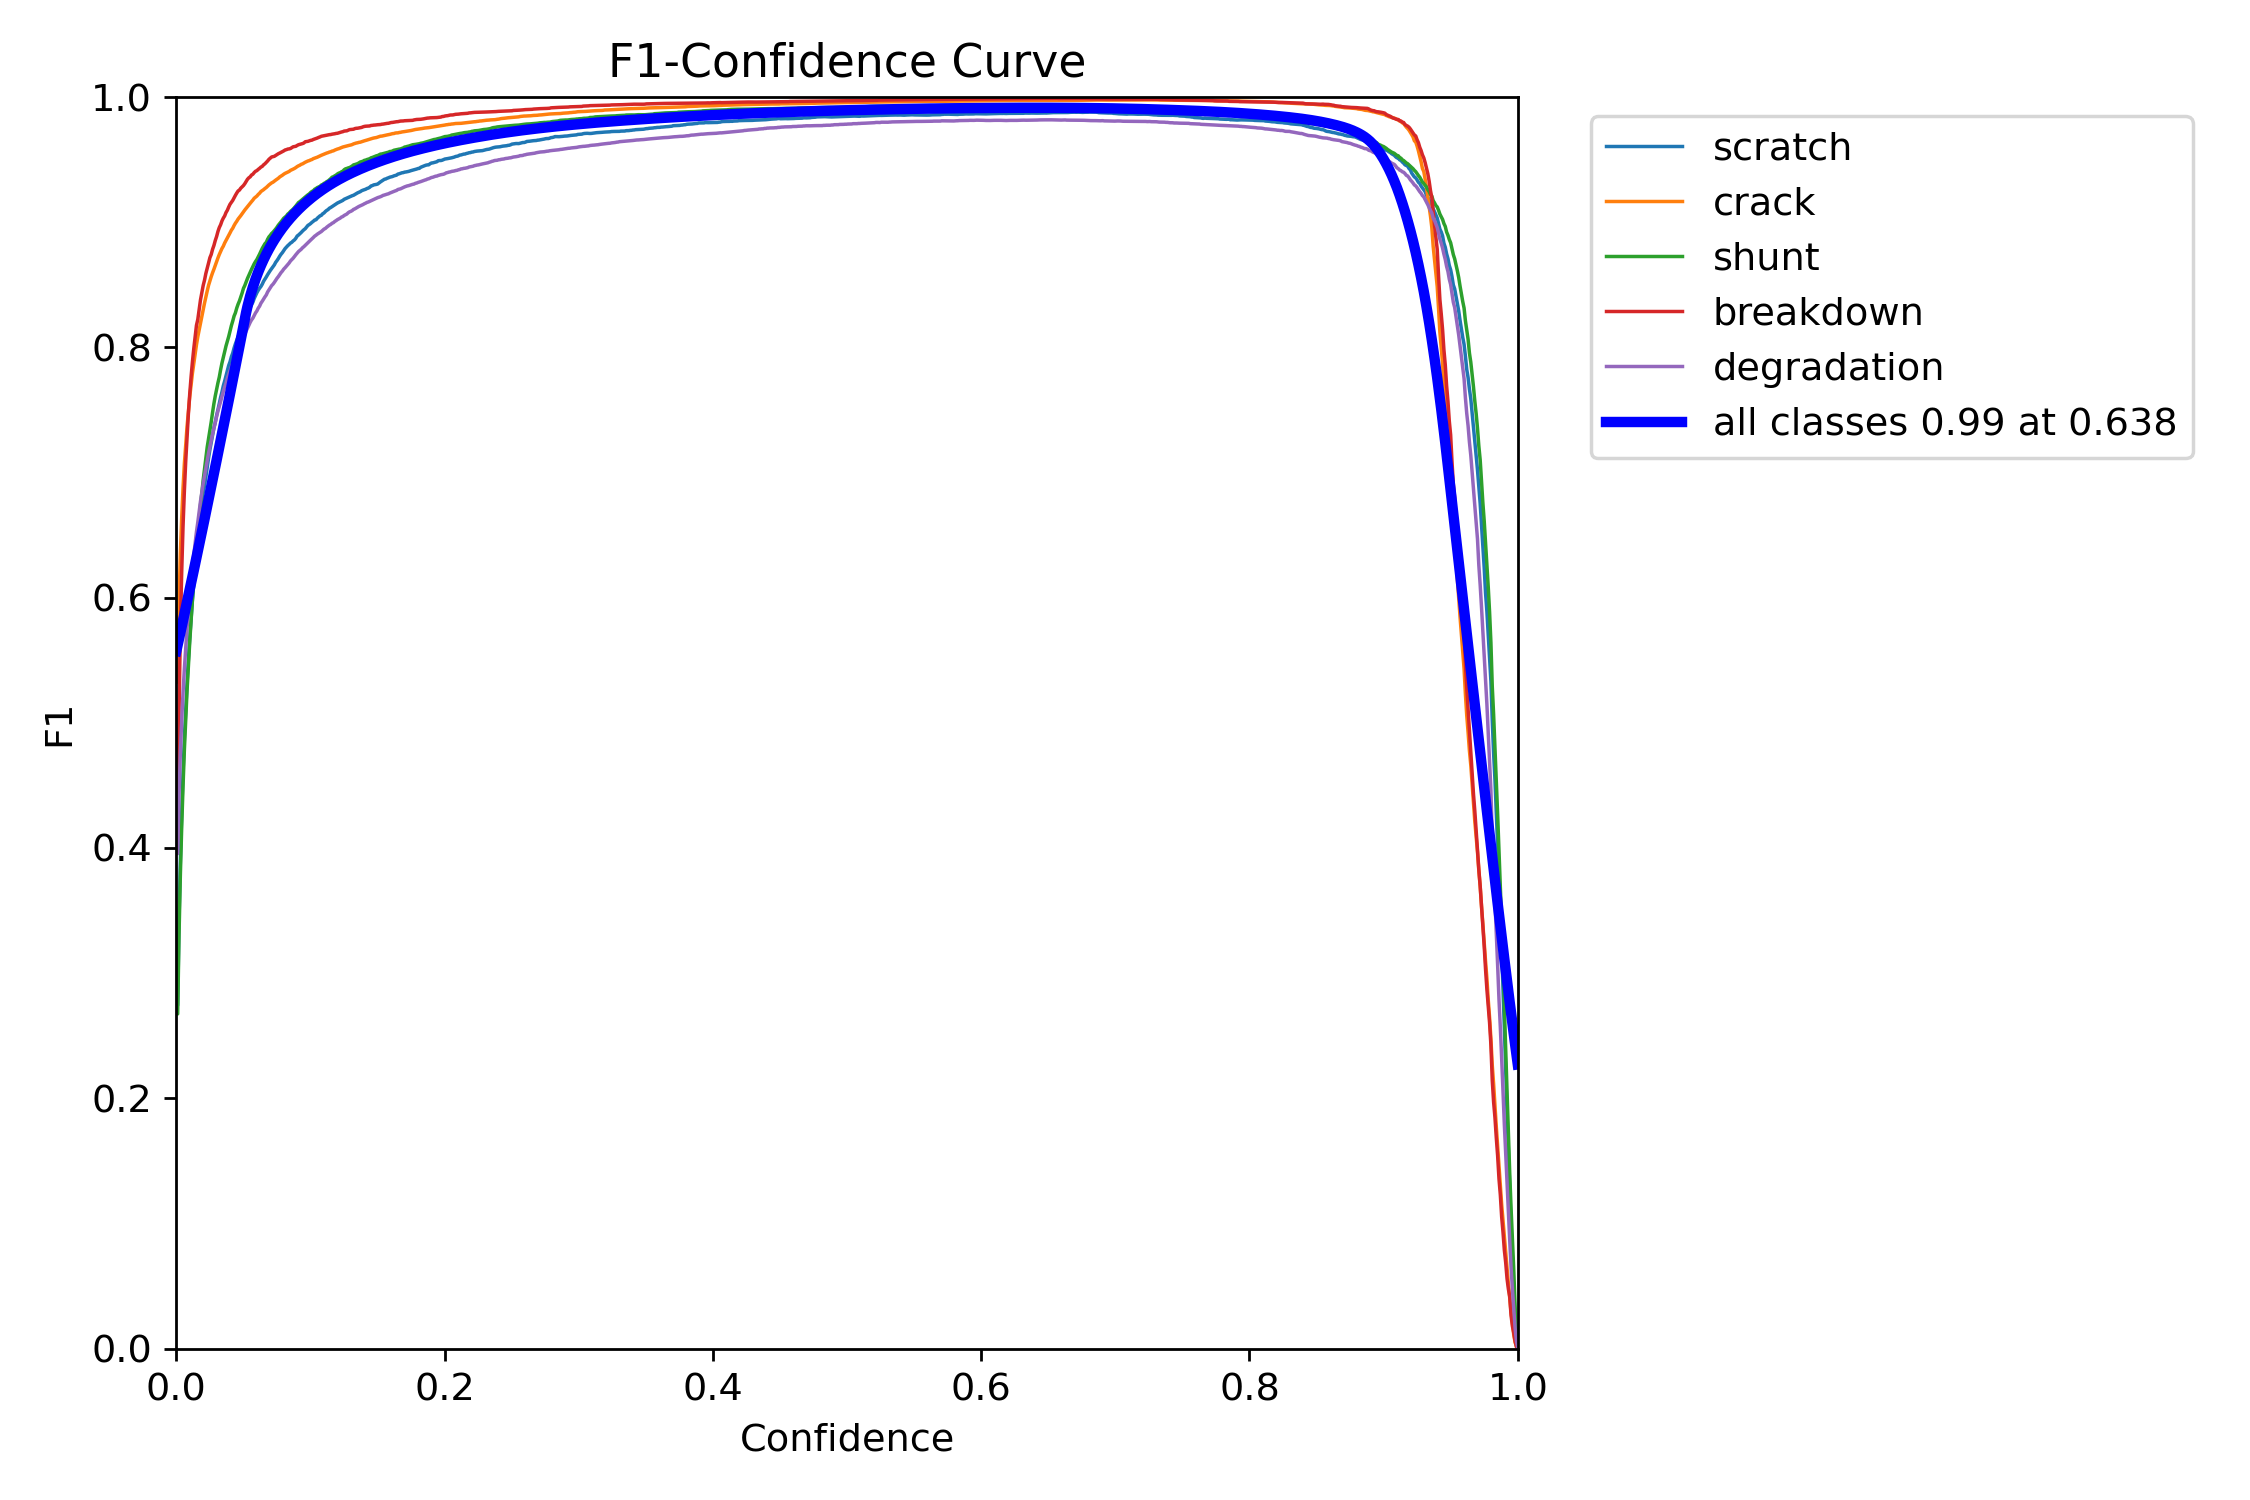 F1-Confidence Curve
1.0
0.8
0.6
0.4
0.2
0.0
F1
0.0 0.2 0.4 0.6 0.8 1.0
Confidence
scratch
crack
shunt
breakdown
degradation
all classes 0.99 at 0.638